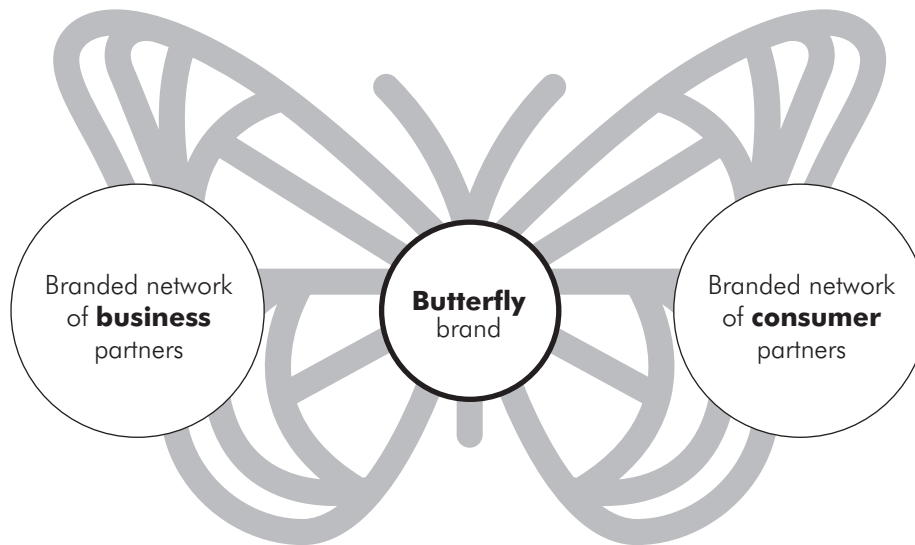 Branded network
of business
partners
Butterfly
brand
Branded network
of consumer
partners